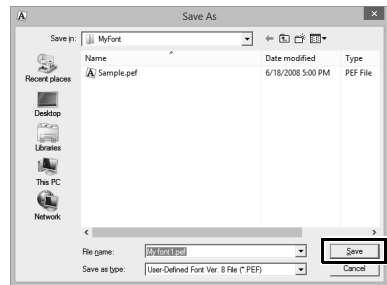 Save As
Save in: MyFont
Name Date modified Type
Sample.pef 6/18/2008 5:00 PM PEF File
Recent places
Desktop
Libraries
This PC
Network
File name: My font1.pef Save
Save as type: User-Defined Font Ver. 8 File (*.PEF) Cancel